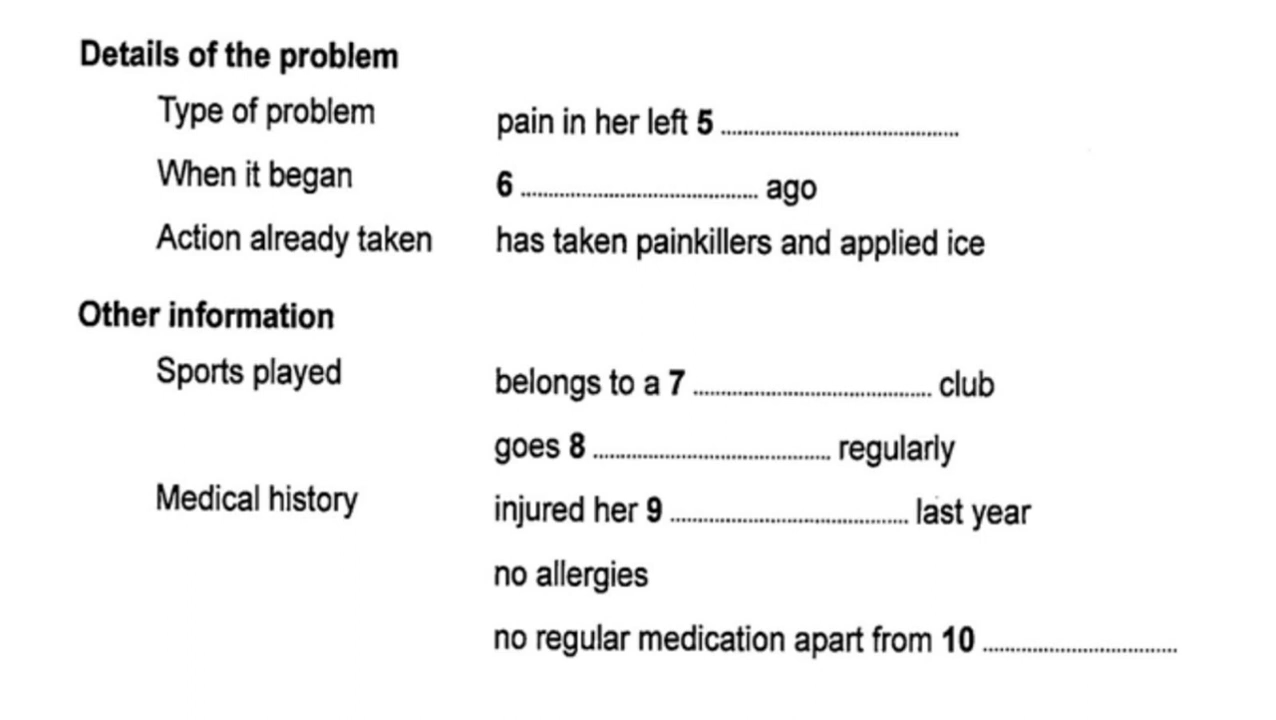 Details of the problem
Type of problem pain in her left 5 ........................................
When it began 6 ........................................ ago
Action already taken has taken painkillers and applied ice
Other information
Sports played belongs to a 7 ........................................ club
goes 8 ........................................ regularly
Medical history injured her 9 ........................................ last year
no allergies
no regular medication apart from 10 ................................